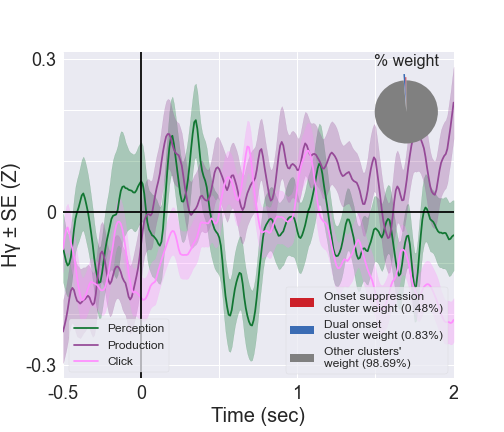 % weight
0.3
0
-0.3
Hγ ± SE (Z)
Perception
Production
Click
Onset suppression
cluster weight (0.48%)
Dual onset
cluster weight (0.83%)
Other clusters'
weight (98.69%)
-0.5
0
1
2
Time (sec)